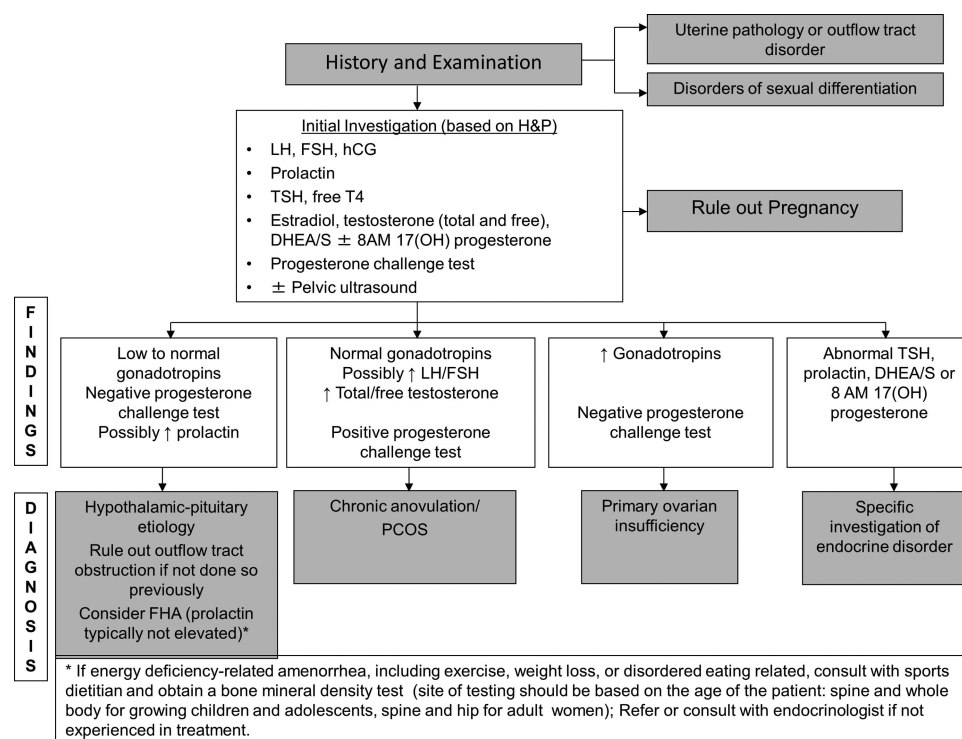 History and Examination
Uterine pathology or outflow tract
disorder
Disorders of sexual differentiation
Initial Investigation (based on H&P)
• LH, FSH, hCG
• Prolactin
• TSH, free T4
• Estradiol, testosterone (total and free),
DHEA/S ± 8AM 17(OH) progesterone
• Progesterone challenge test
• ± Pelvic ultrasound
Rule out Pregnancy
FINDINGS
Low to normal
gonadotropins
Negative progesterone
challenge test
Possibly ↑ prolactin
Normal gonadotropins
Possibly ↑ LH/FSH
↑ Total/free testosterone
Positive progesterone
challenge test
↑ Gonadotropins
Negative progesterone
challenge test
Abnormal TSH,
prolactin, DHEA/S or
8 AM 17(OH)
progesterone
DIAGNOSIS
Hypothalamic-pituitary
etiology
Rule out outflow tract
obstruction if not done so
previously
Consider FHA (prolactin
typically not elevated)*
Chronic anovulation/
PCOS
Primary ovarian
insufficiency
Specific
investigation of
endocrine disorder
* If energy deficiency-related amenorrhea, including exercise, weight loss, or disordered eating related, consult with sports
dietitian and obtain a bone mineral density test (site of testing should be based on the age of the patient: spine and whole
body for growing children and adolescents, spine and hip for adult women); Refer or consult with endocrinologist if not
experienced in treatment.